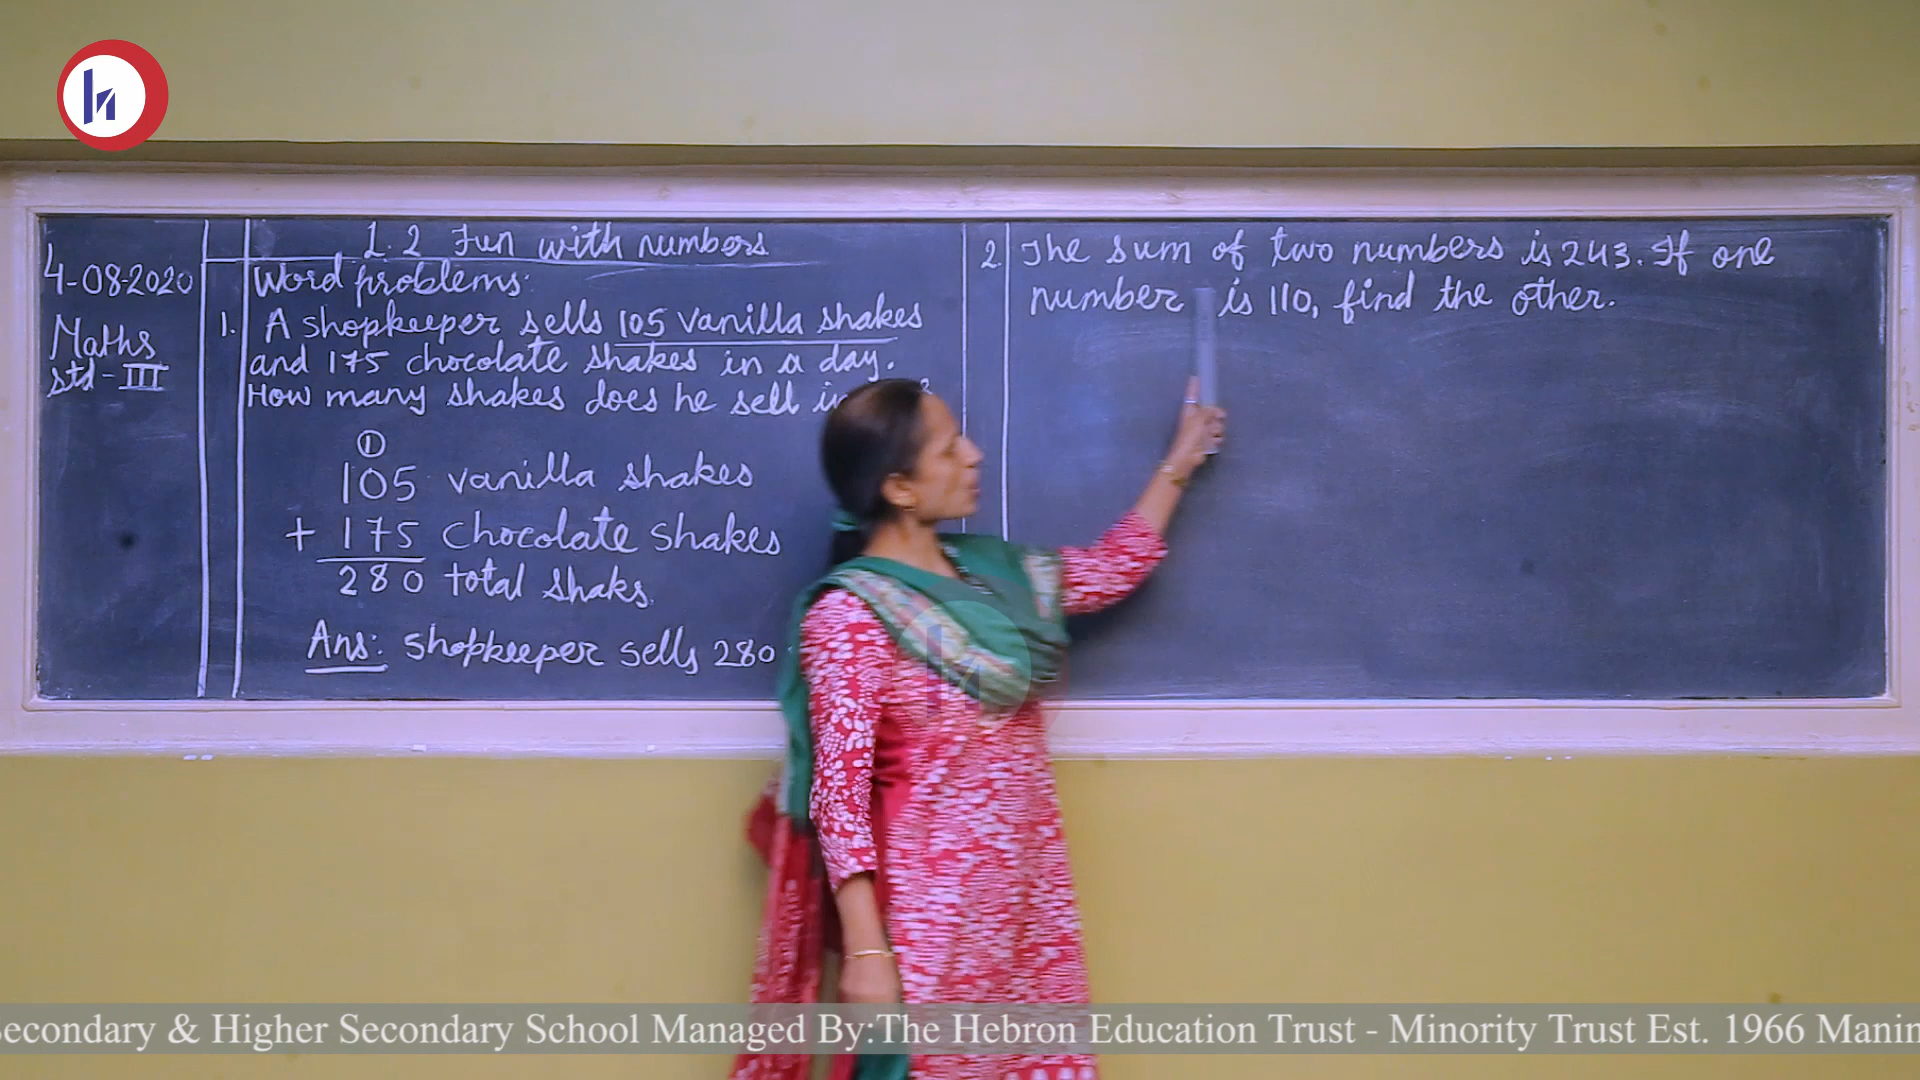 1.2 Fun with numbers
4-08-2020
Maths
std-III
Word problems:
1. A shopkeeper sells 105 vanilla shakes
and 175 chocolate shakes in a day.
How many shakes does he sell in
1
105 vanilla shakes
+ 175 chocolate shakes
280 total shaks.
Ans: shopkeeper sells 280
2. The sum of two numbers is 243. If one
number is 110, find the other.
Secondary & Higher Secondary School Managed By:The Hebron Education Trust - Minority Trust Est. 1966 Manin